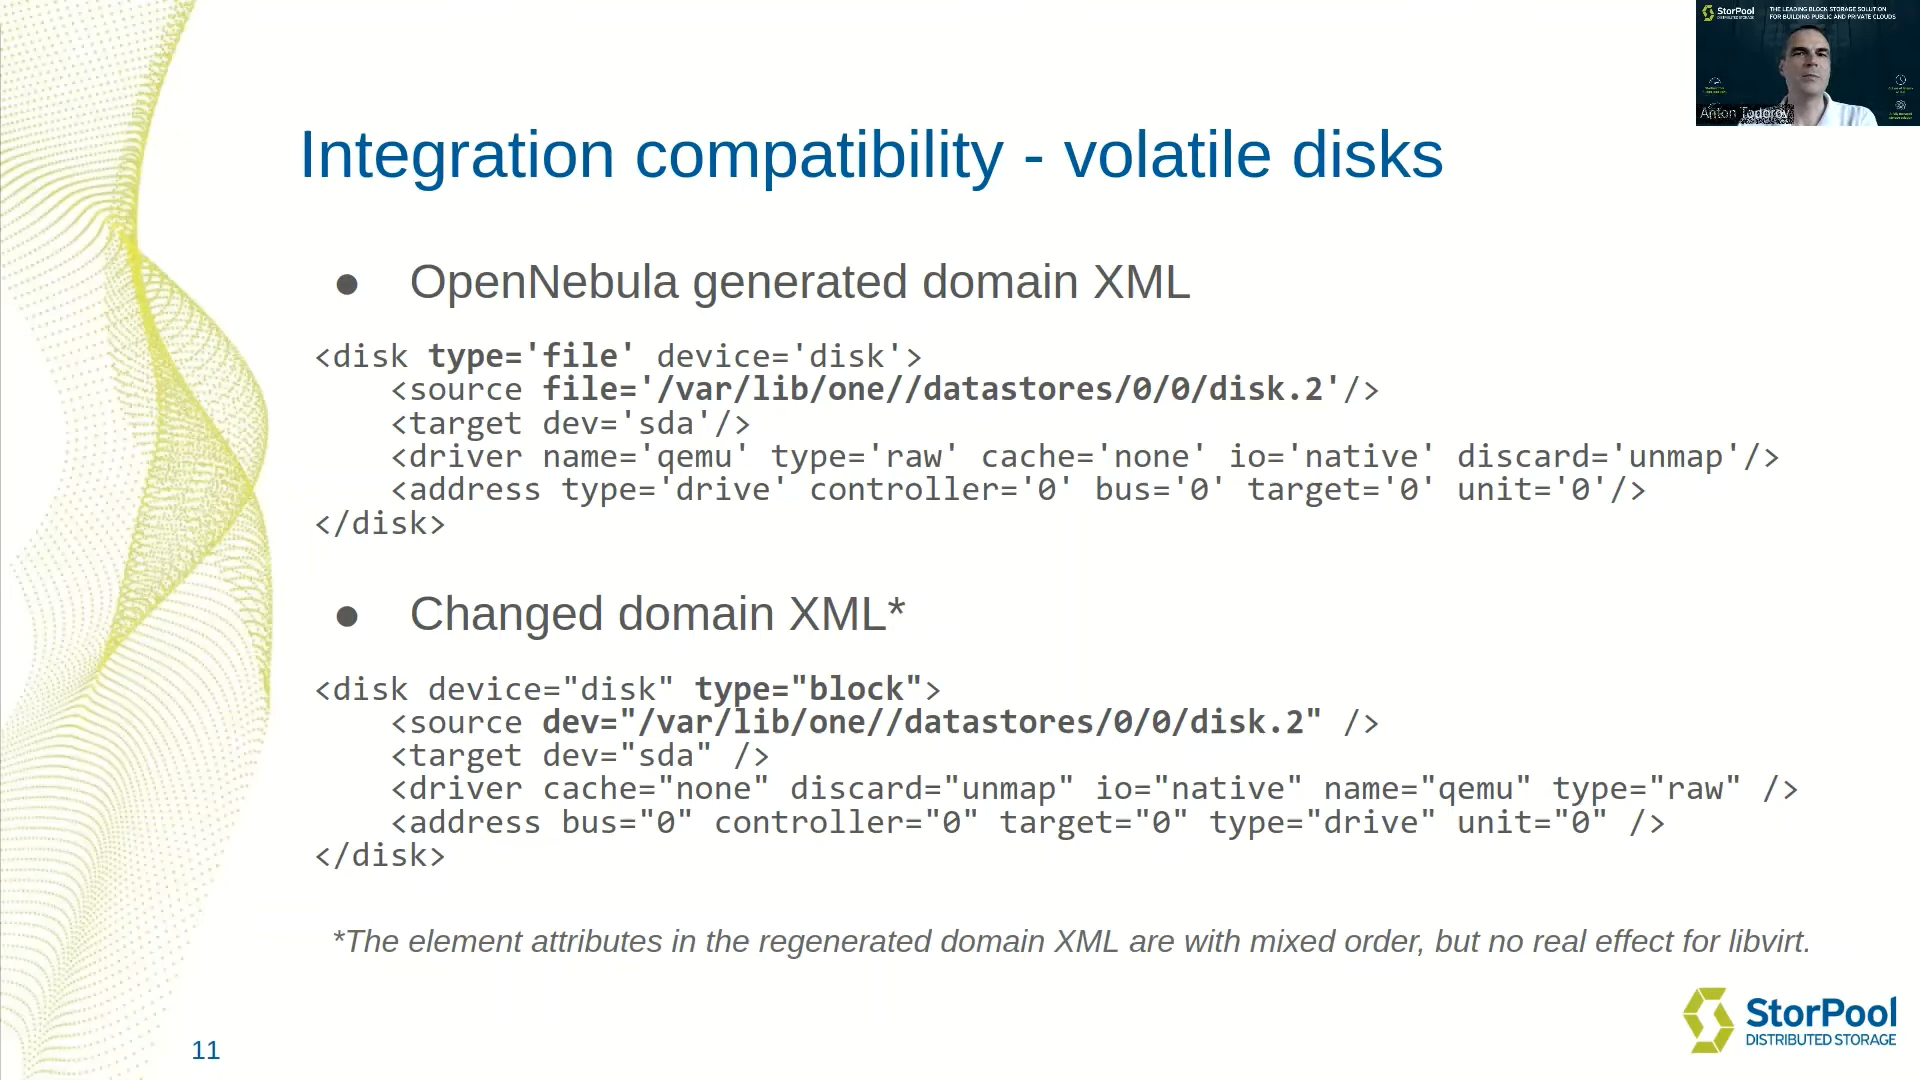 StorPool
THE LEADING BLOCK STORAGE SOLUTION
FOR BUILDING PUBLIC AND PRIVATE CLOUDS
Anton Todorov
Integration compatibility - volatile disks
● OpenNebula generated domain XML
<disk type='file' device='disk'>
    <source file='/var/lib/one//datastores/0/0/disk.2'/>
    <target dev='sda'/>
    <driver name='qemu' type='raw' cache='none' io='native' discard='unmap'/>
    <address type='drive' controller='0' bus='0' target='0' unit='0'/>
</disk>
● Changed domain XML*
<disk device="disk" type="block">
    <source dev="/var/lib/one//datastores/0/0/disk.2" />
    <target dev="sda" />
    <driver cache="none" discard="unmap" io="native" name="qemu" type="raw" />
    <address bus="0" controller="0" target="0" type="drive" unit="0" />
</disk>
*The element attributes in the regenerated domain XML are with mixed order, but no real effect for libvirt.
11
StorPool
DISTRIBUTED STORAGE